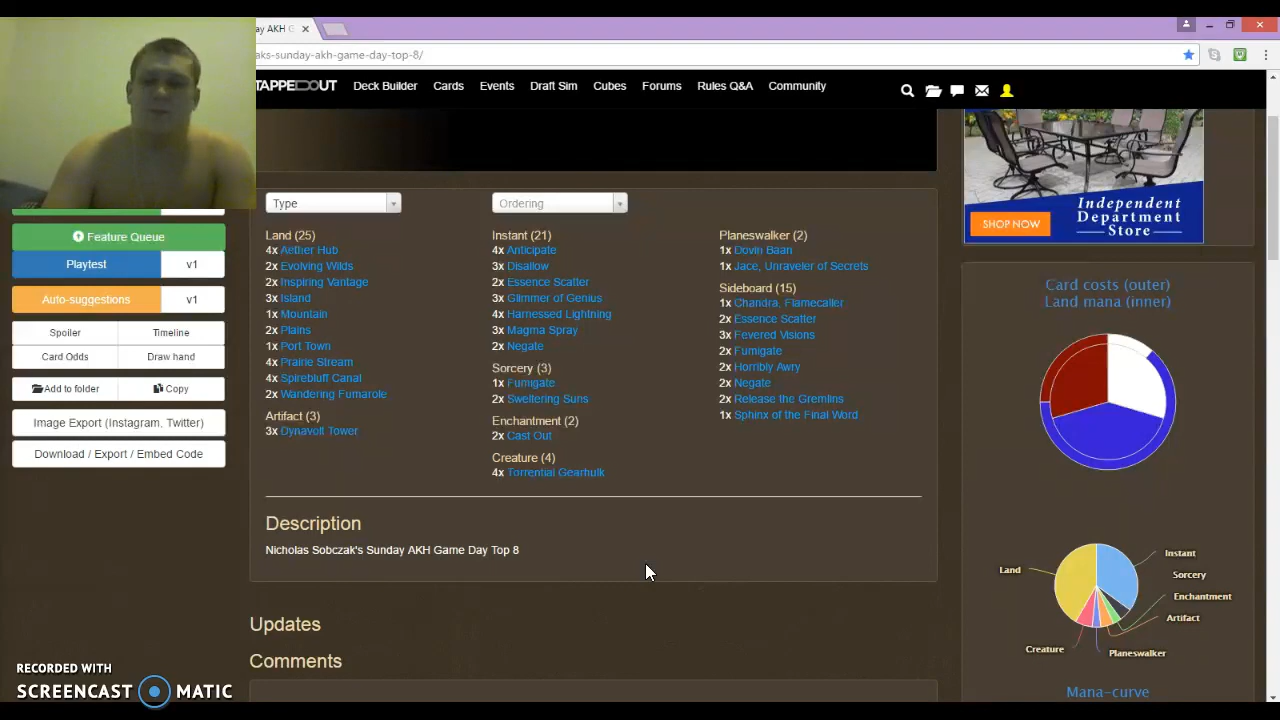 ay AKH G
aks-sunday-akh-game-day-top-8/
TAPPEDOUT Deck Builder Cards Events Draft Sim Cubes Forums Rules Q&A Community
Independent
Department
Store
SHOP NOW
Feature Queue
Playtest v1
Auto-suggestions v1
Spoiler Timeline
Card Odds Draw hand
Add to folder Copy
Image Export (Instagram, Twitter)
Download / Export / Embed Code
Type
Ordering
Land (25)
4x Aether Hub
2x Evolving Wilds
2x Inspiring Vantage
3x Island
1x Mountain
2x Plains
1x Port Town
4x Prairie Stream
4x Spirebluff Canal
2x Wandering Fumarole
Artifact (3)
3x Dynavolt Tower
Instant (21)
4x Anticipate
3x Disallow
2x Essence Scatter
3x Glimmer of Genius
4x Harnessed Lightning
3x Magma Spray
2x Negate
Sorcery (3)
1x Fumigate
2x Sweltering Suns
Enchantment (2)
2x Cast Out
Creature (4)
4x Torrential Gearhulk
Planeswalker (2)
1x Dovin Baan
1x Jace, Unraveler of Secrets
Sideboard (15)
1x Chandra, Flamecaller
2x Essence Scatter
3x Fevered Visions
2x Fumigate
2x Horribly Awry
2x Negate
2x Release the Gremlins
1x Sphinx of the Final Word
Description
Nicholas Sobczak's Sunday AKH Game Day Top 8
Updates
Comments
Card costs (outer)
Land mana (inner)
Land
Instant
Sorcery
Enchantment
Artifact
Planeswalker
Creature
Mana-curve
RECORDED WITH
SCREENCAST MATIC